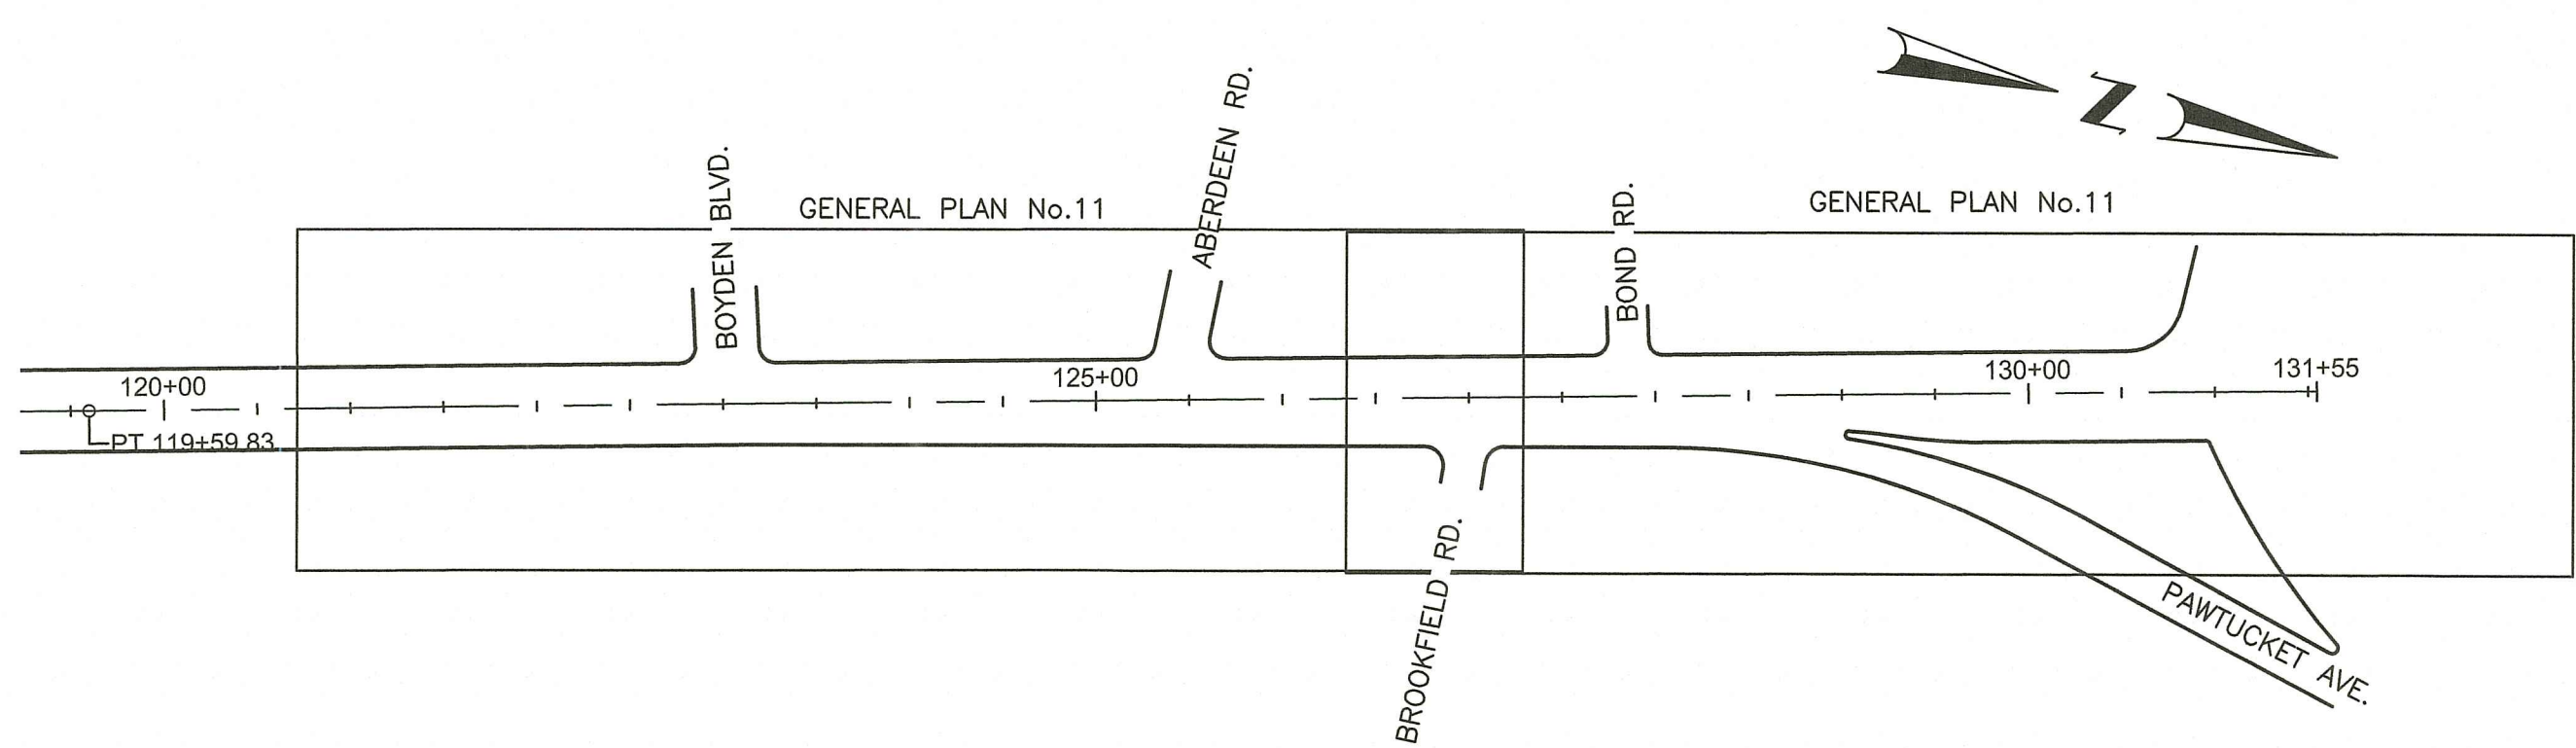 N
ABERDEEN RD.
BOYDEN BLVD.
GENERAL PLAN No.11
BOND RD.
GENERAL PLAN No.11
120+00
125+00
130+00
131+55
PT 119+59.83
BROOKFIELD RD.
PAWTUCKET AVE.